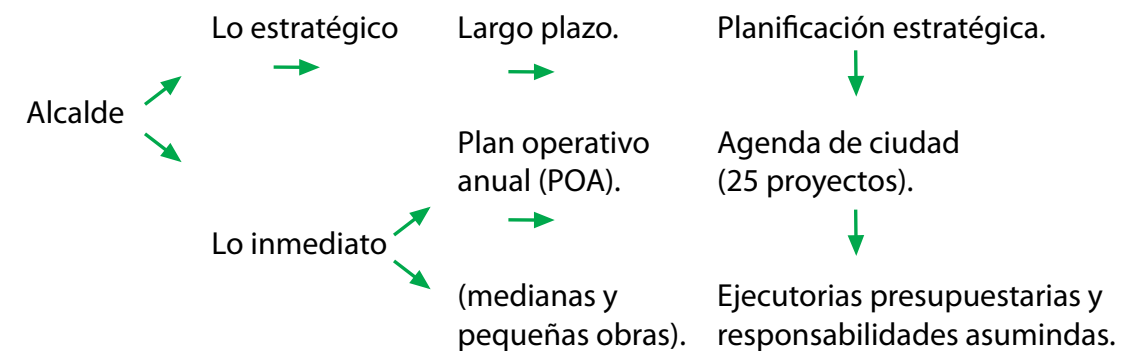 Lo estratégico
Largo plazo.
Planificación estratégica.
Alcalde
Plan operativo
anual (POA).
Agenda de ciudad
(25 proyectos).
Lo inmediato
(medianas y
pequeñas obras).
Ejecutorias presupuestarias y
responsabilidades asumindas.